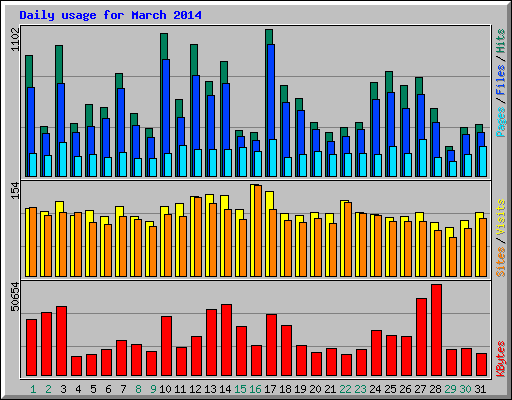 Daily usage for March 2014
1102
Pages / Files / Hits
154
Sites / Visits
50654
KBytes
1 2 3 4 5 6 7 8 9 10 11 12 13 14 15 16 17 18 19 20 21 22 23 24 25 26 27 28 29 30 31